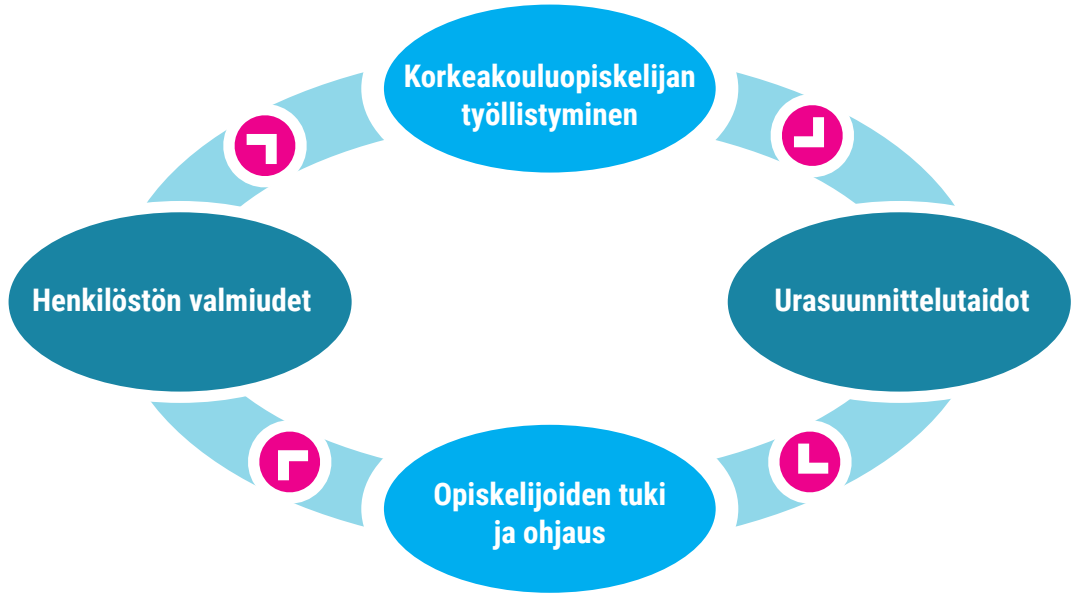 Korkeakouluopiskelijan
työllistyminen
Henkilöstön valmiudet
Urasuunnittelutaidot
Opiskelijoiden tuki
ja ohjaus